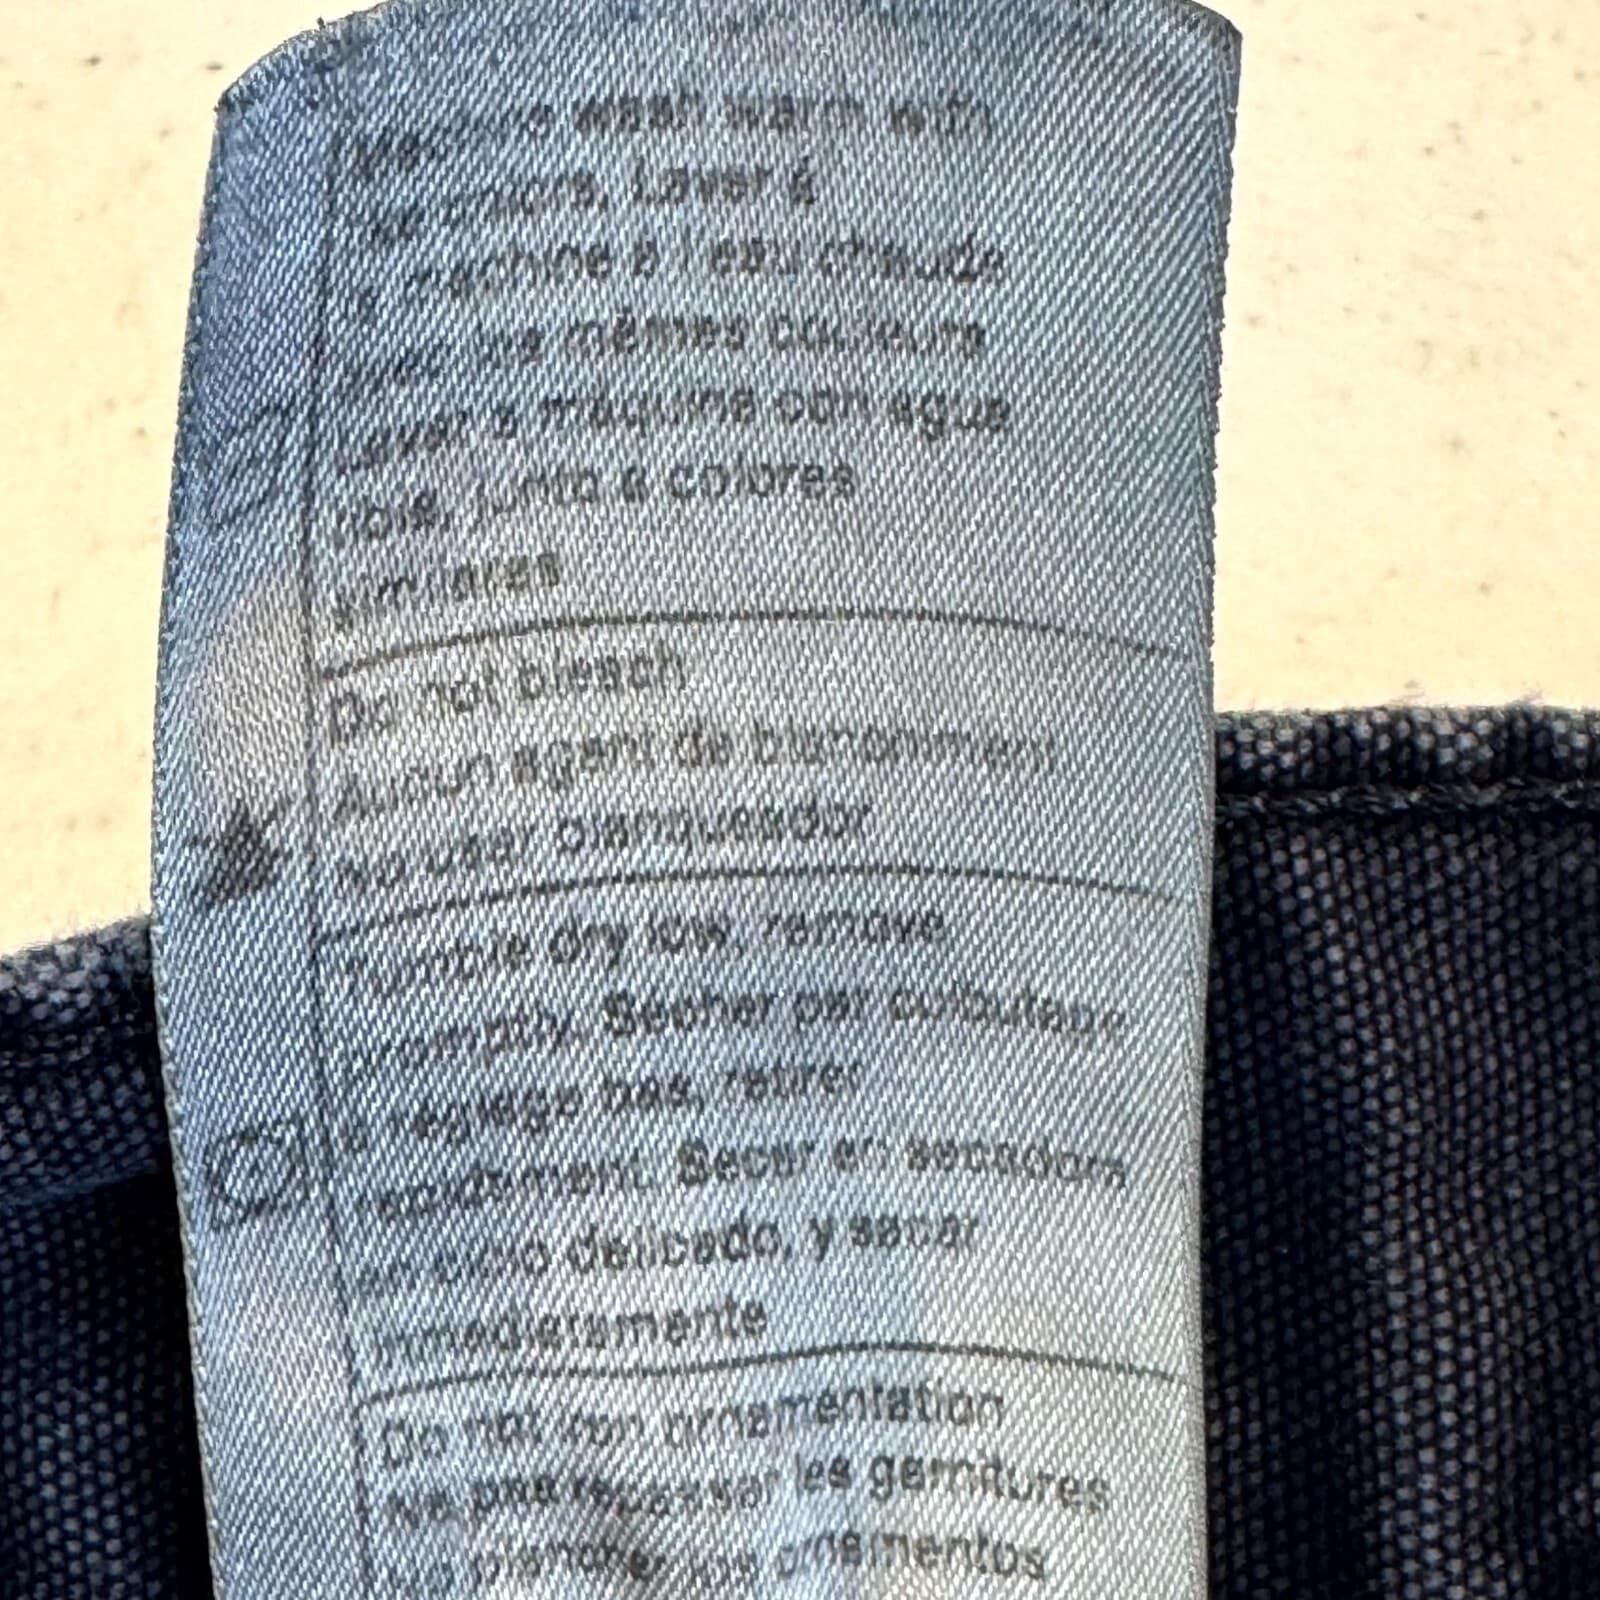 Machine wash warm with
like colors. Laver à
la machine à l'eau chaude
avec les mêmes couleurs
Lavar a máquina con agua
tibia, junto a colores
similares
Do not bleach
Aucun agent de blanchiment
No usar blanqueador
Tumble dry low, remove
promptly. Sécher par culbutage
à réglage bas, retirer
rapidement. Secar en secadora
en ciclo delicado, y sacar
inmediatamente
Do not iron ornamentation
Ne pas repasser les garnitures
No planchar los ornamentos